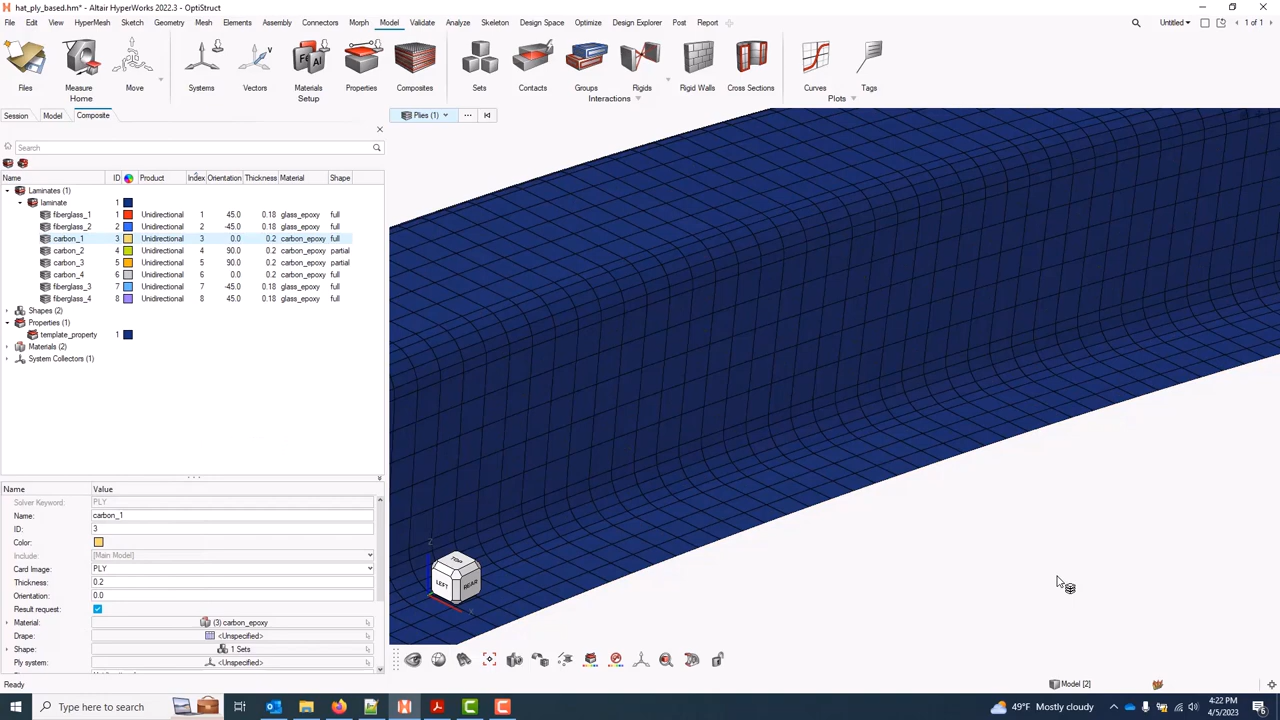 hat_ply_based.hm* - Altair HyperWorks 2022.3 - OptiStruct
File Edit View HyperMesh Sketch Geometry Mesh Elements Assembly Connectors Morph Model Validate Analyze Skeleton Design Space Optimize Design Explorer Post Report Untitled 1 of 1
Files Measure Move Systems Vectors Materials Properties Composites Sets Contacts Groups Rigids Rigid Walls Cross Sections Curves Tags
Home Setup Interactions Plots
Session Model Composite Plies (1)
Search
Name ID Product Index Orientation Thickness Material Shape
Laminates (1)
laminate 1
fiberglass_1 1 Unidirectional 1 45.0 0.18 glass_epoxy full
fiberglass_2 2 Unidirectional 2 -45.0 0.18 glass_epoxy full
carbon_1 3 Unidirectional 3 0.0 0.2 carbon_epoxy full
carbon_2 4 Unidirectional 4 90.0 0.2 carbon_epoxy partial
carbon_3 5 Unidirectional 5 90.0 0.2 carbon_epoxy partial
carbon_4 6 Unidirectional 6 0.0 0.2 carbon_epoxy full
fiberglass_3 7 Unidirectional 7 -45.0 0.18 glass_epoxy full
fiberglass_4 8 Unidirectional 8 45.0 0.18 glass_epoxy full
Shapes (2)
Properties (1)
template_property 1
Materials (2)
System Collectors (1)
Name Value
Solver Keyword: PLY
Name: carbon_1
ID: 3
Color:
Include: [Main Model]
Card Image: PLY
Thickness: 0.2
Orientation: 0.0
Result request:
Material: (3) carbon_epoxy
Drape: <Unspecified>
Shape: 1 Sets
Ply system: <Unspecified>
Z
TOP
LEFT REAR
X
Ready Model [2]
Type here to search 49°F Mostly cloudy 4:22 PM
4/5/2023